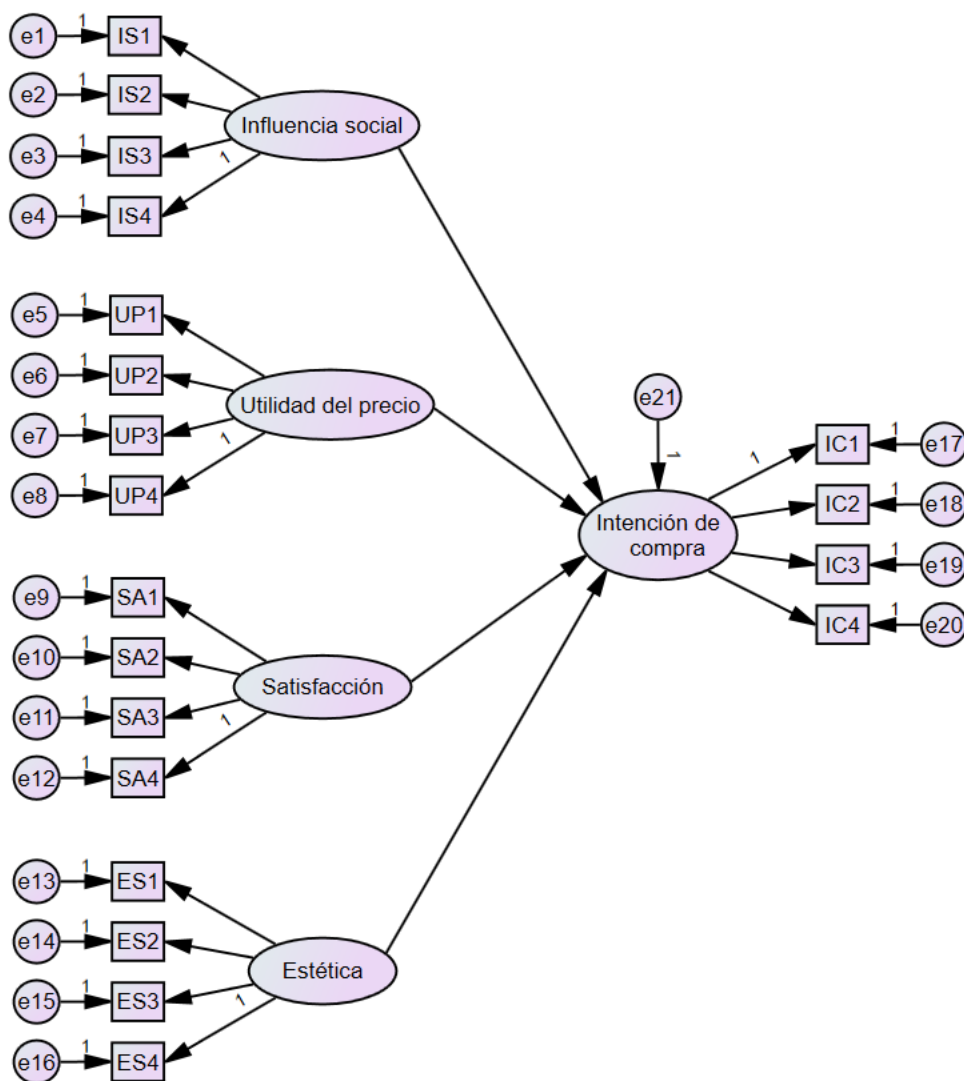 e1 1 IS1
e2 1 IS2
Influencia social
e3 1 IS3
1
e4 1 IS4
e5 1 UP1
e6 1 UP2
Utilidad del precio
e7 1 UP3
1
e8 1 UP4
e21
1
IC1 1 e17
1
IC2 1 e18
Intención de
compra
IC3 1 e19
IC4 1 e20
e9 1 SA1
e10 1 SA2
Satisfacción
e11 1 SA3
1
e12 1 SA4
e13 1 ES1
e14 1 ES2
Estética
e15 1 ES3
1
e16 1 ES4